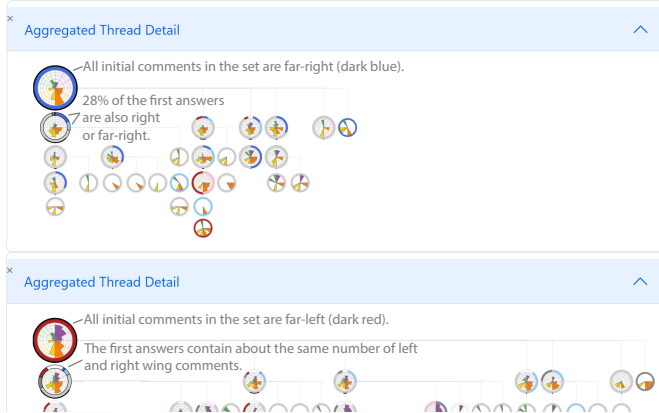 ×
Aggregated Thread Detail
All initial comments in the set are far-right (dark blue).
28% of the first answers
are also right
or far-right.
×
Aggregated Thread Detail
All initial comments in the set are far-left (dark red).
The first answers contain about the same number of left
and right wing comments.